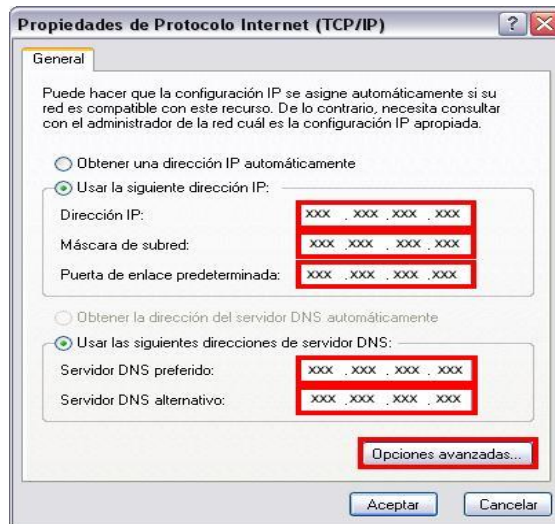 Propiedades de Protocolo Internet (TCP/IP)
General
Puede hacer que la configuración IP se asigne automáticamente si su
red es compatible con este recurso. De lo contrario, necesita consultar
con el administrador de la red cuál es la configuración IP apropiada.
Obtener una dirección IP automáticamente
Usar la siguiente dirección IP:
Dirección IP: xxx . xxx . xxx . xxx
Máscara de subred: xxx . xxx . xxx . xxx
Puerta de enlace predeterminada: xxx . xxx . xxx . xxx
Obtener la dirección del servidor DNS automáticamente
Usar las siguientes direcciones de servidor DNS:
Servidor DNS preferido: xxx . xxx . xxx . xxx
Servidor DNS alternativo: xxx . xxx . xxx . xxx
Opciones avanzadas...
Aceptar Cancelar